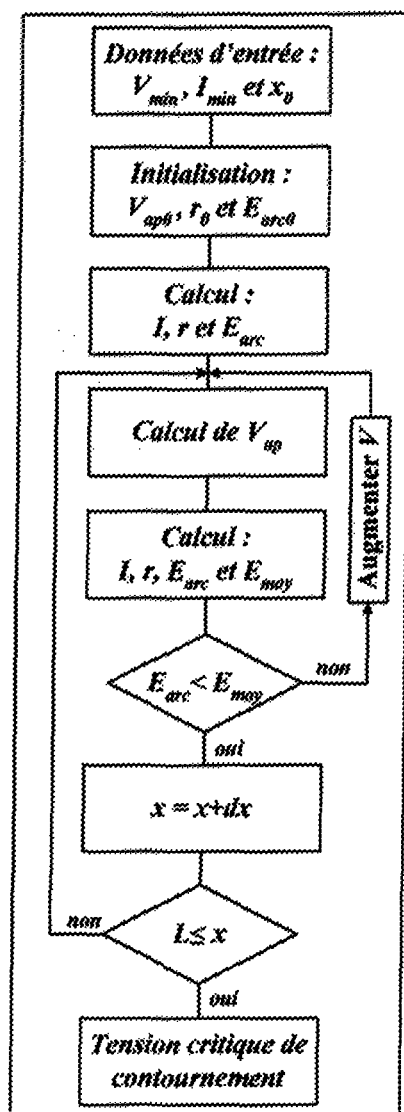 Données d'entrée :
V_min, I_min et x_0
Initialisation :
V_ap0, r_0 et E_arc0
Calcul :
I, r et E_arc
Calcul de V_ap
Augmenter V
Calcul :
I, r, E_arc et E_moy
E_arc < E_moy
non
oui
x = x+dx
non
L ≤ x
oui
Tension critique de
contournement